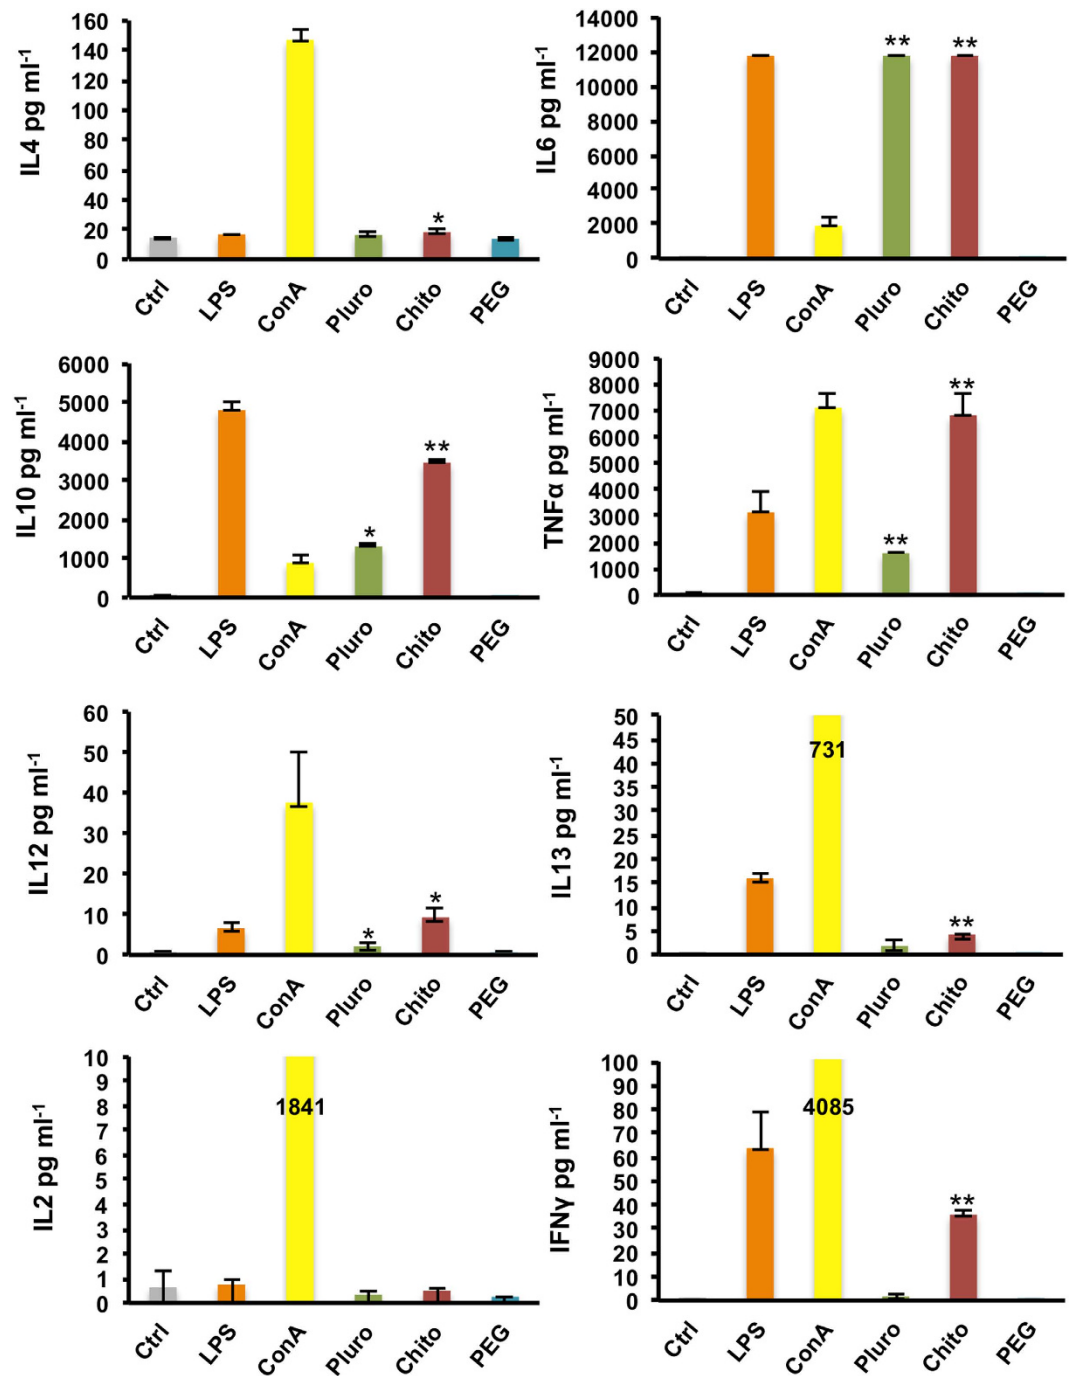 IL4 pg ml-1
160
140
120
100
80
60
40
20
0
*
Ctrl
LPS
ConA
Pluro
Chito
PEG
IL6 pg ml-1
14000
12000
10000
8000
6000
4000
2000
0
**
**
Ctrl
LPS
ConA
Pluro
Chito
PEG
IL10 pg ml-1
6000
5000
4000
3000
2000
1000
0
*
**
Ctrl
LPS
ConA
Pluro
Chito
PEG
TNFα pg ml-1
9000
8000
7000
6000
5000
4000
3000
2000
1000
0
**
**
Ctrl
LPS
ConA
Pluro
Chito
PEG
IL12 pg ml-1
60
50
40
30
20
10
0
*
*
Ctrl
LPS
ConA
Pluro
Chito
PEG
IL13 pg ml-1
50
45
40
35
30
25
20
15
10
5
0
731
**
Ctrl
LPS
ConA
Pluro
Chito
PEG
IL2 pg ml-1
10
9
8
7
6
5
4
3
2
1
0
1841
Ctrl
LPS
ConA
Pluro
Chito
PEG
IFNγ pg ml-1
100
90
80
70
60
50
40
30
20
10
0
4085
**
Ctrl
LPS
ConA
Pluro
Chito
PEG